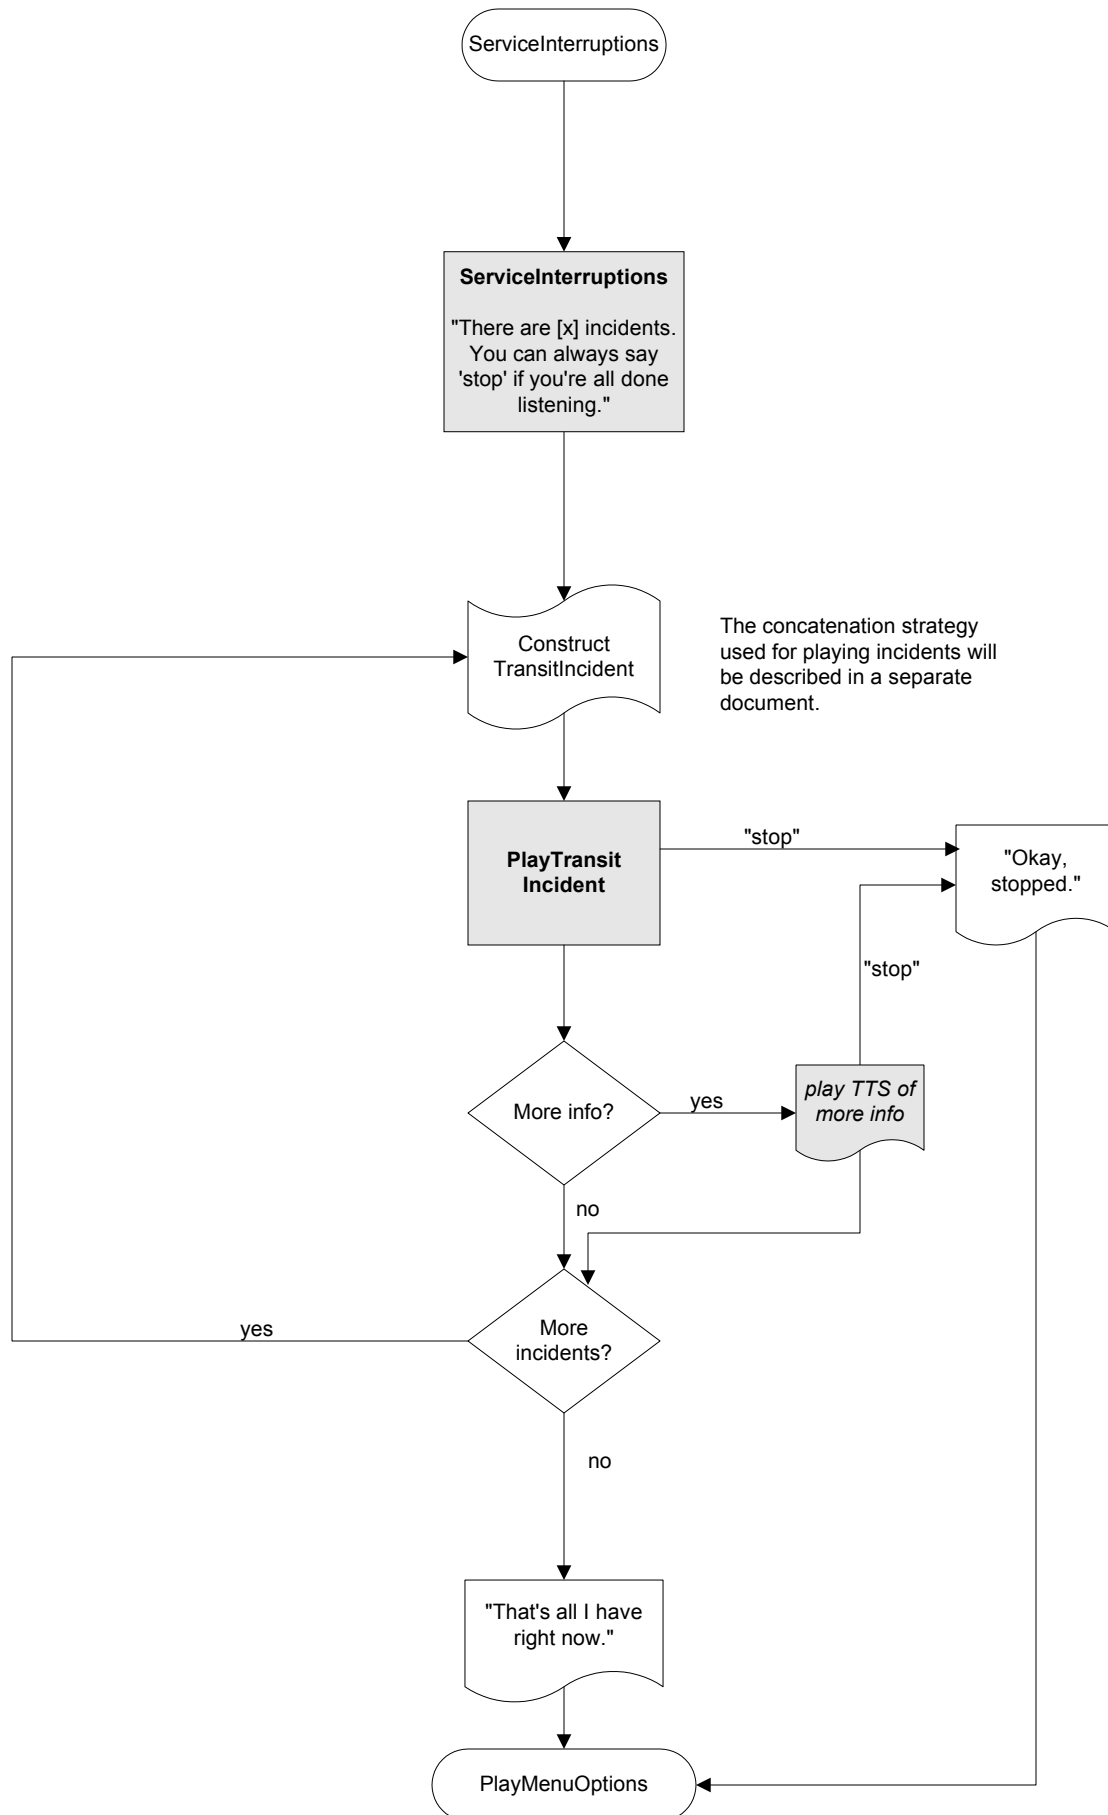 ServiceInterruptions
ServiceInterruptions
"There are [x] incidents.
You can always say
'stop' if you're all done
listening."
Construct
TransitIncident
The concatenation strategy
used for playing incidents will
be described in a separate
document.
PlayTransit
Incident
"stop"
"Okay,
stopped."
"stop"
More info?
yes
play TTS of
more info
no
More
incidents?
yes
no
"That's all I have
right now."
PlayMenuOptions